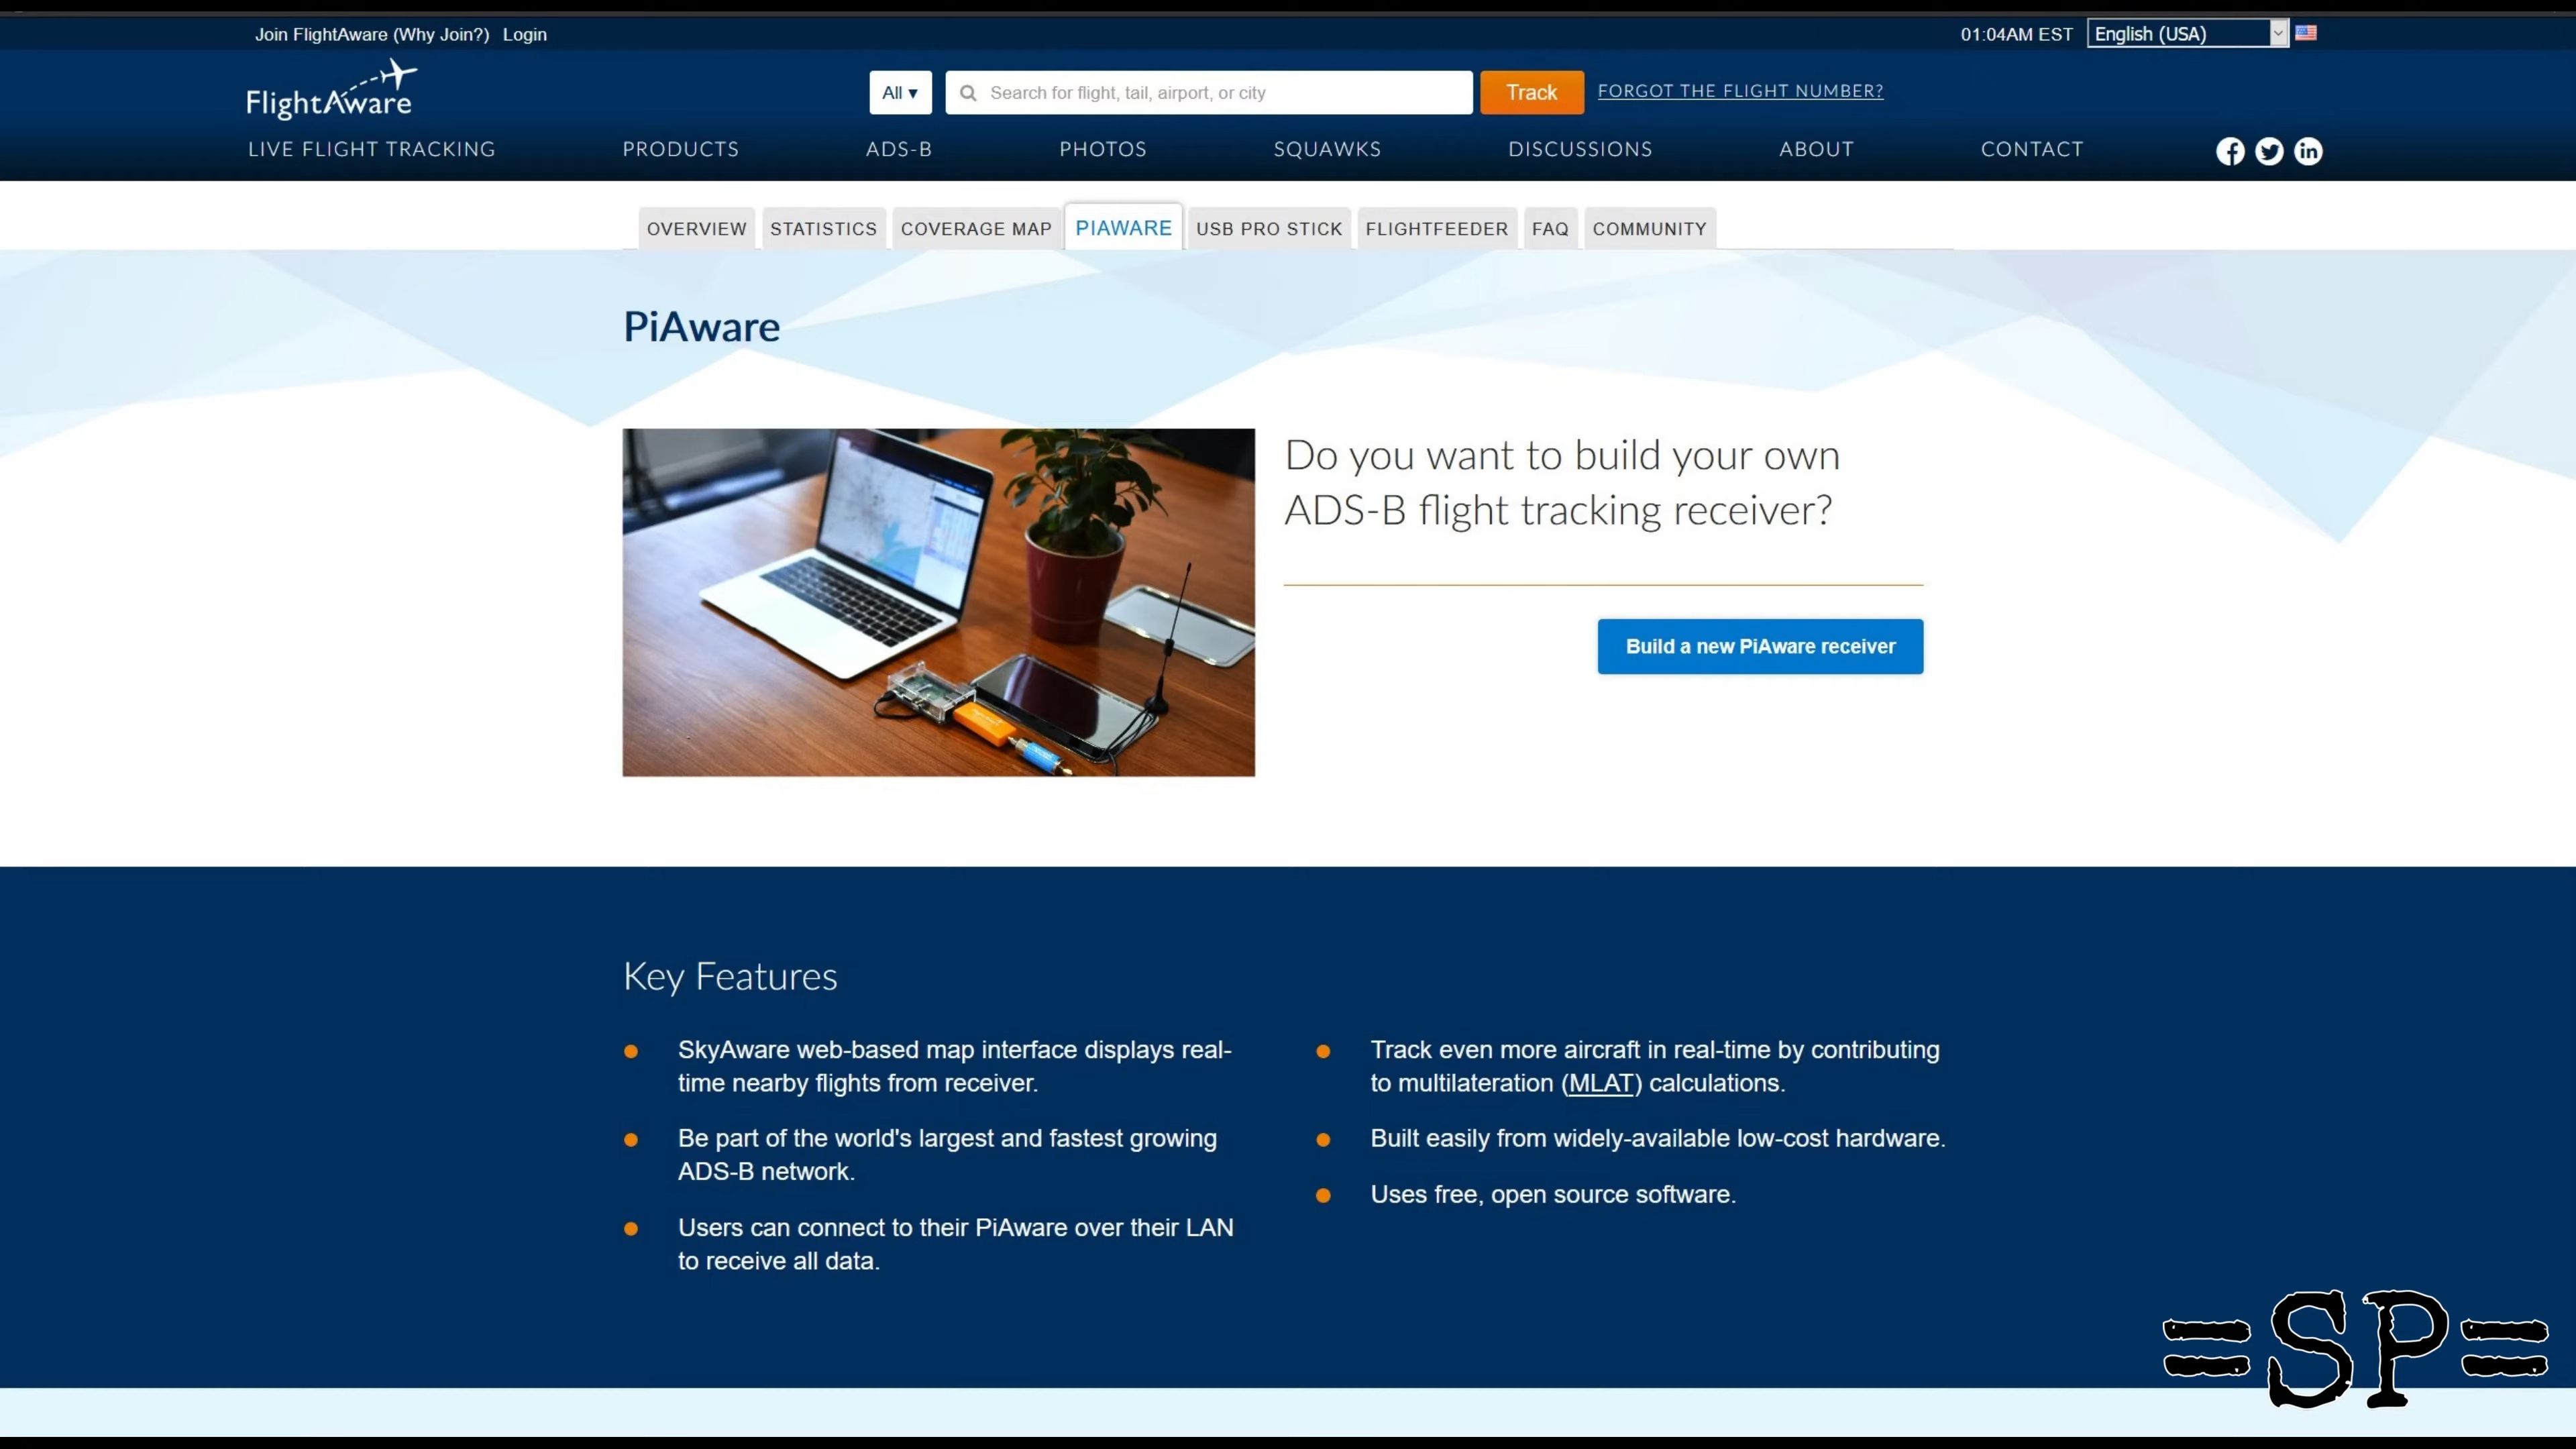 Join FlightAware (Why Join?) Login
01:04AM EST English (USA)
FlightAware
All ▾ Search for flight, tail, airport, or city Track FORGOT THE FLIGHT NUMBER?
LIVE FLIGHT TRACKING PRODUCTS ADS-B PHOTOS SQUAWKS DISCUSSIONS ABOUT CONTACT
OVERVIEW STATISTICS COVERAGE MAP PIAWARE USB PRO STICK FLIGHTFEEDER FAQ COMMUNITY
PiAware
Do you want to build your own
ADS-B flight tracking receiver?
Build a new PiAware receiver
Key Features
SkyAware web-based map interface displays real-
time nearby flights from receiver.
Be part of the world's largest and fastest growing
ADS-B network.
Users can connect to their PiAware over their LAN
to receive all data.
Track even more aircraft in real-time by contributing
to multilateration (MLAT) calculations.
Built easily from widely-available low-cost hardware.
Uses free, open source software.
=SP=